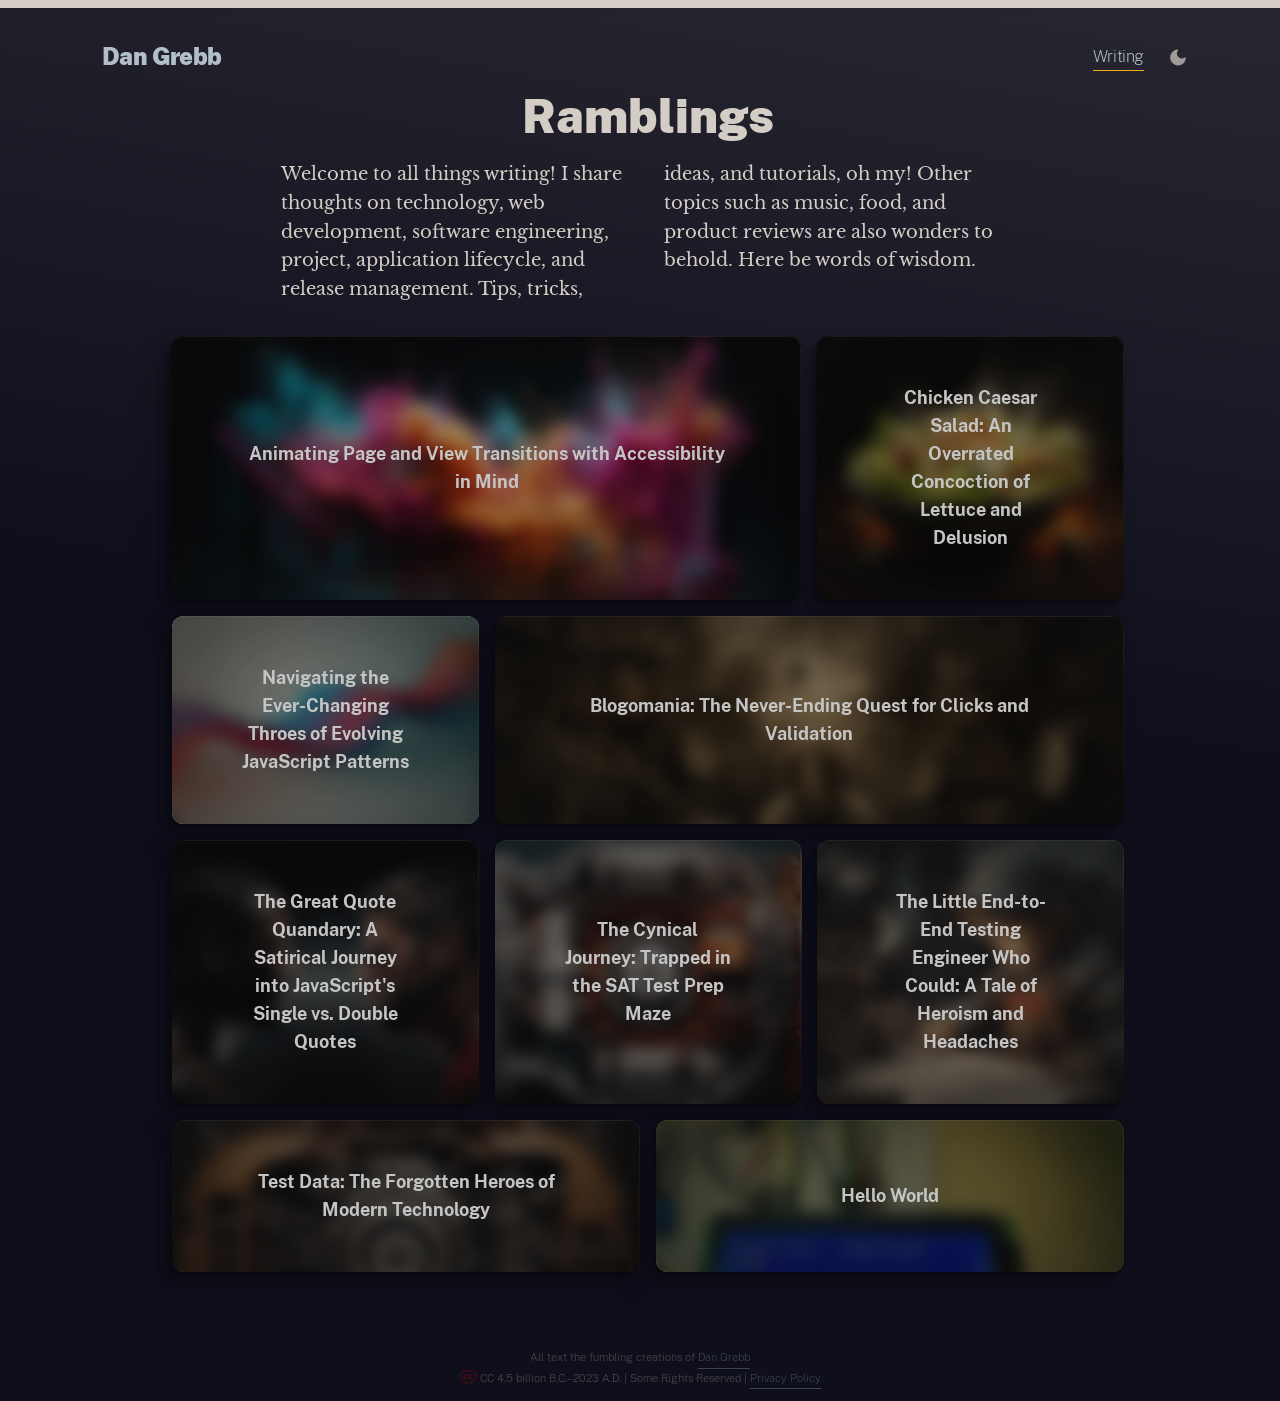 Dan Grebb
Writing
Ramblings
Welcome to all things writing! I share
thoughts on technology, web
development, software engineering,
project, application lifecycle, and
release management. Tips, tricks,
ideas, and tutorials, oh my! Other
topics such as music, food, and
product reviews are also wonders to
behold. Here be words of wisdom.
Animating Page and View Transitions with Accessibility
in Mind
Chicken Caesar
Salad: An
Overrated
Concoction of
Lettuce and
Delusion
Navigating the
Ever-Changing
Throes of Evolving
JavaScript Patterns
Blogomania: The Never-Ending Quest for Clicks and
Validation
The Great Quote
Quandary: A
Satirical Journey
into JavaScript's
Single vs. Double
Quotes
The Cynical
Journey: Trapped in
the SAT Test Prep
Maze
The Little End-to-
End Testing
Engineer Who
Could: A Tale of
Heroism and
Headaches
Test Data: The Forgotten Heroes of
Modern Technology
Hello World
All text the fumbling creations of Dan Grebb
CC 4.5 billion B.C.–2023 A.D. | Some Rights Reserved | Privacy Policy